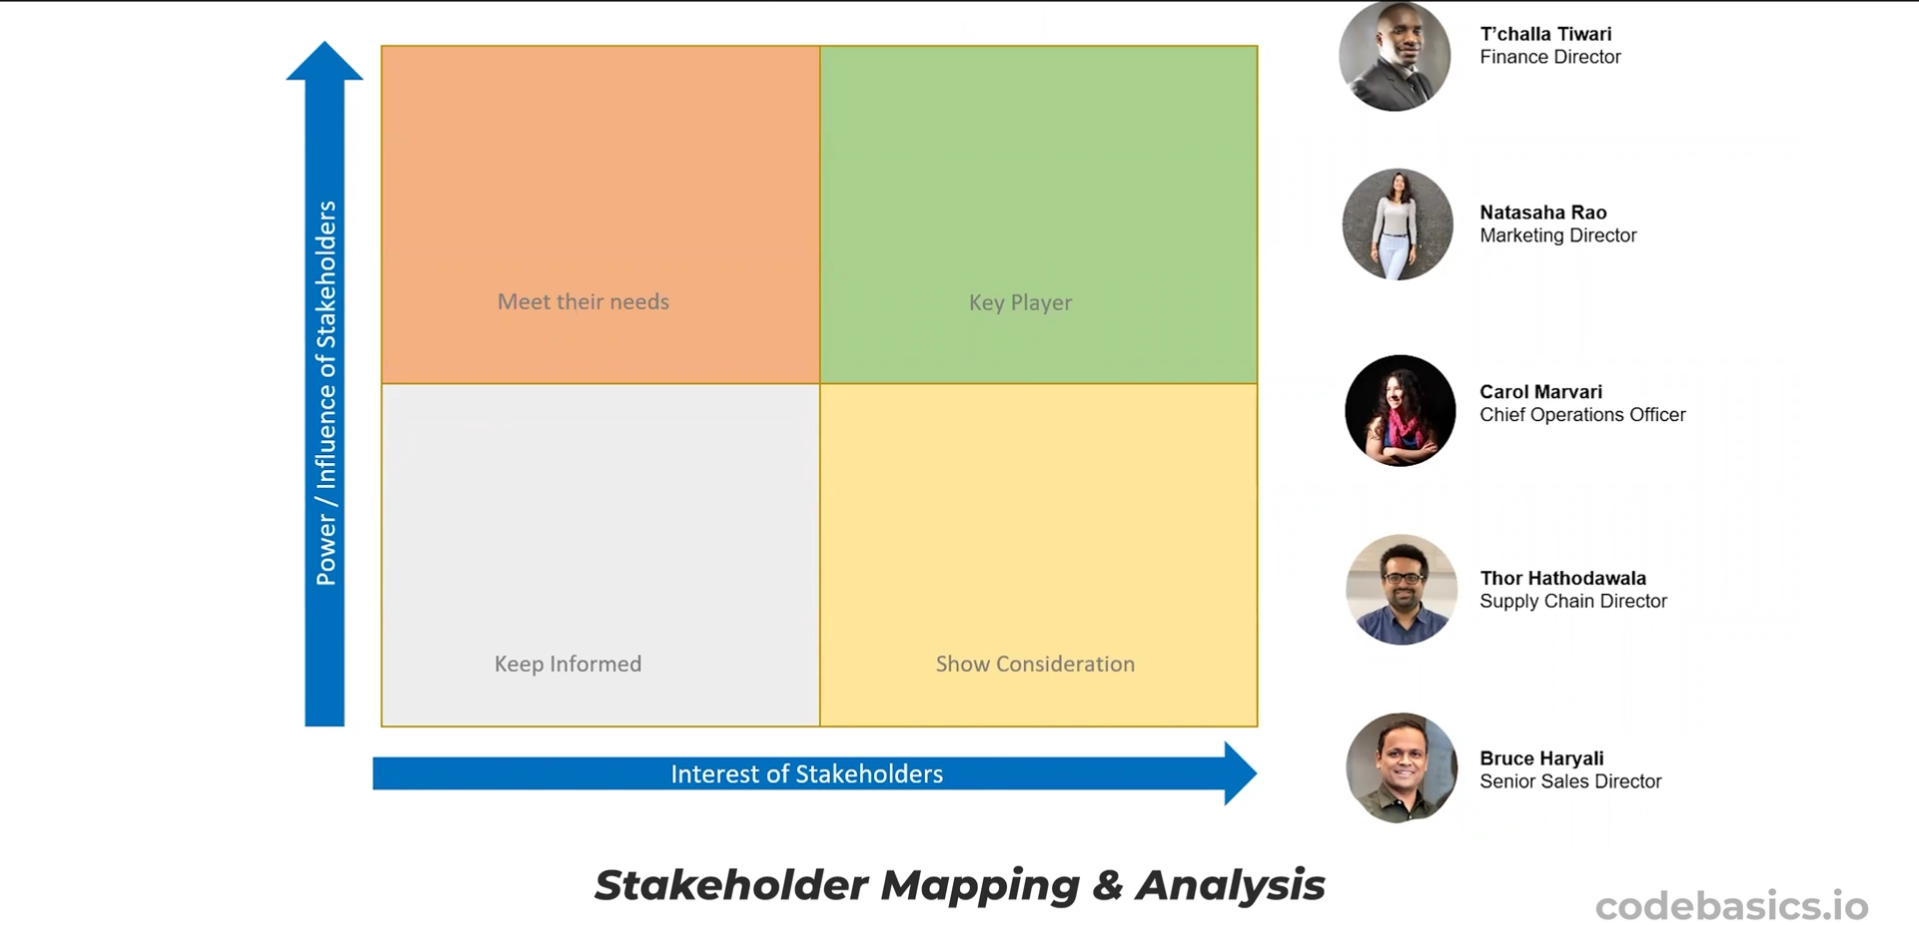 Power / Influence of Stakeholders
Meet their needs
Key Player
Keep Informed
Show Consideration
Interest of Stakeholders
T'challa Tiwari
Finance Director
Natasaha Rao
Marketing Director
Carol Marvari
Chief Operations Officer
Thor Hathodawala
Supply Chain Director
Bruce Haryali
Senior Sales Director
Stakeholder Mapping & Analysis
codebasics.io